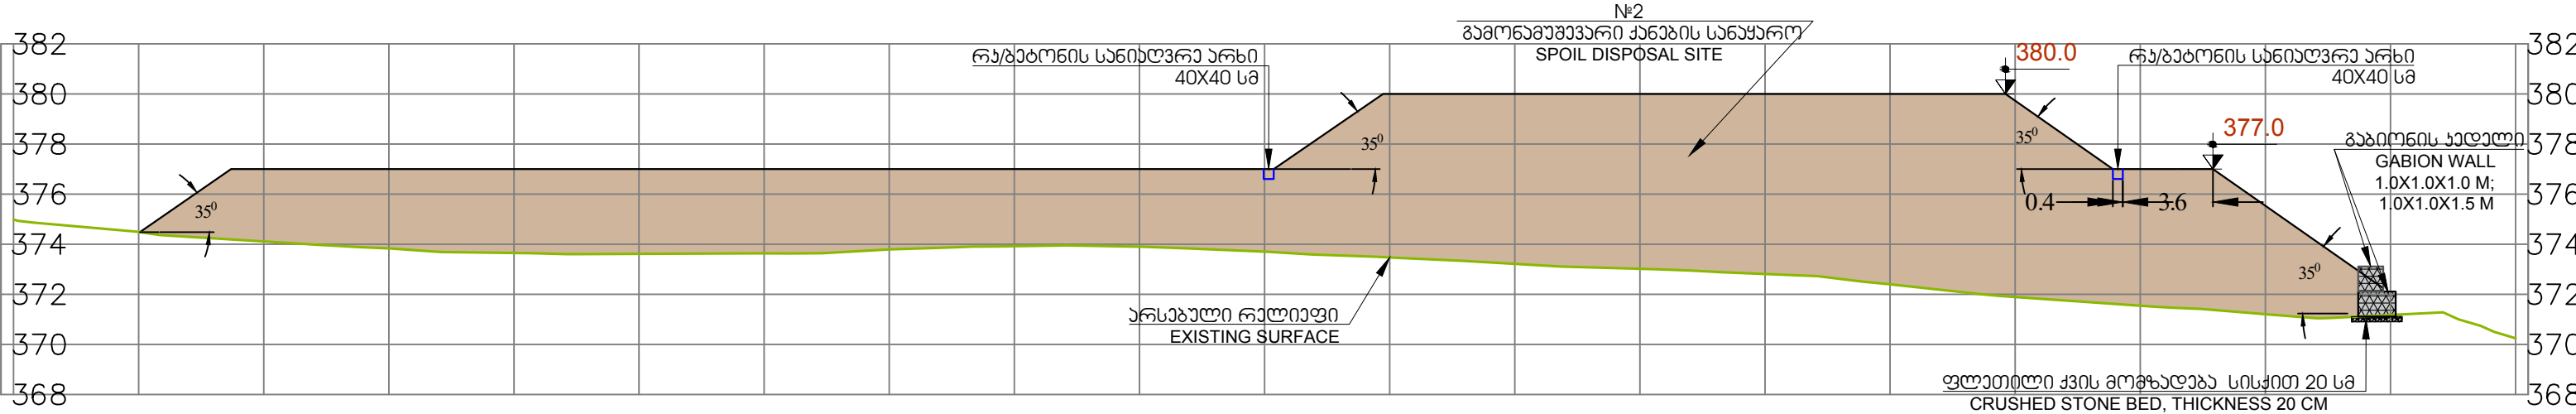 №2
ᲒᲐᲛᲝᲜᲐᲛᲣᲨᲔᲕᲐᲠᲘ ᲥᲐᲜᲔᲑᲘᲡ ᲡᲐᲜᲐᲧᲐᲠᲝ
SPOIL DISPOSAL SITE
ᲠᲙ/ᲑᲔᲢᲝᲜᲘᲡ ᲡᲐᲜᲘᲐᲦᲕᲠᲔ ᲐᲠᲮᲘ
40X40 ᲡᲛ
380.0
ᲠᲙ/ᲑᲔᲢᲝᲜᲘᲡ ᲡᲐᲜᲘᲐᲦᲕᲠᲔ ᲐᲠᲮᲘ
40X40 ᲡᲛ
377.0
ᲒᲐᲑᲘᲝᲜᲘᲡ ᲙᲔᲓᲔᲚᲘ
GABION WALL
1.0X1.0X1.0 M;
1.0X1.0X1.5 M
382
380
378
376
374
372
370
368
35⁰
35⁰
35⁰
35⁰
0.4
3.6
ᲐᲠᲡᲔᲑᲣᲚᲘ ᲠᲔᲚᲘᲔᲤᲘ
EXISTING SURFACE
ᲤᲚᲔᲗᲘᲚᲘ ᲥᲕᲘᲡ ᲛᲝᲛᲖᲐᲓᲔᲑᲐ ᲡᲘᲡᲥᲘᲗ 20 ᲡᲛ
CRUSHED STONE BED, THICKNESS 20 CM
382
380
378
376
374
372
370
368